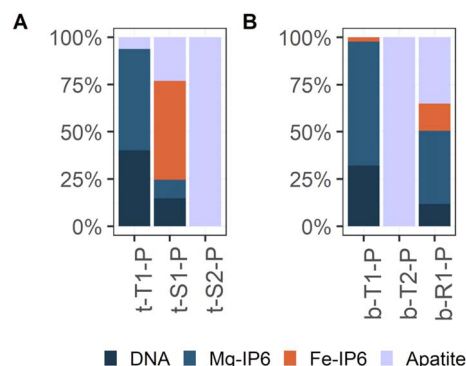 A
B
100%
75%
50%
25%
0%
100%
75%
50%
25%
0%
t-T1-P
t-S1-P
t-S2-P
b-T1-P
b-T2-P
b-R1-P
DNA Mg-IP6 Fe-IP6 Apatite